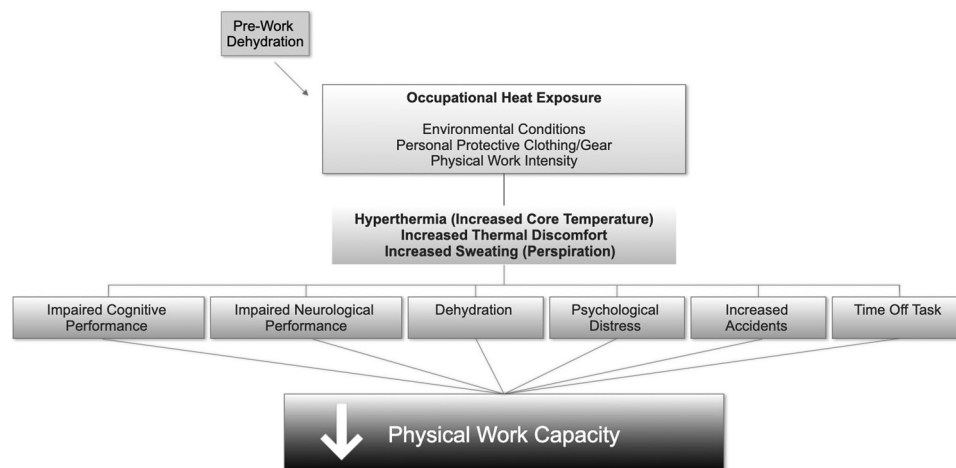 Pre-Work
Dehydration
Occupational Heat Exposure
Environmental Conditions
Personal Protective Clothing/Gear
Physical Work Intensity
Hyperthermia (Increased Core Temperature)
Increased Thermal Discomfort
Increased Sweating (Perspiration)
Impaired Cognitive
Performance
Impaired Neurological
Performance
Dehydration
Psychological
Distress
Increased
Accidents
Time Off Task
Physical Work Capacity